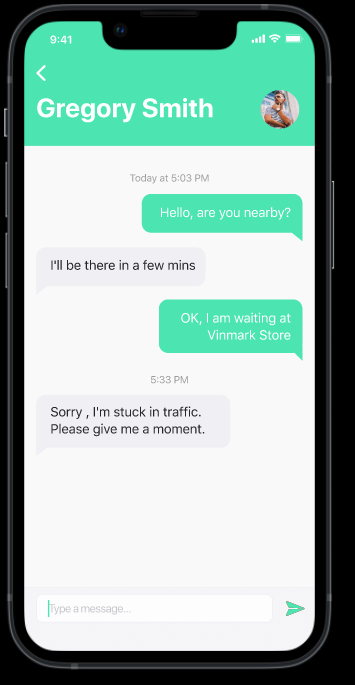 9:41
Gregory Smith
Today at 5:03 PM
Hello, are you nearby?
I'll be there in a few mins
OK, I am waiting at
Vinmark Store
5:33 PM
Sorry , I'm stuck in traffic.
Please give me a moment.
Type a message...